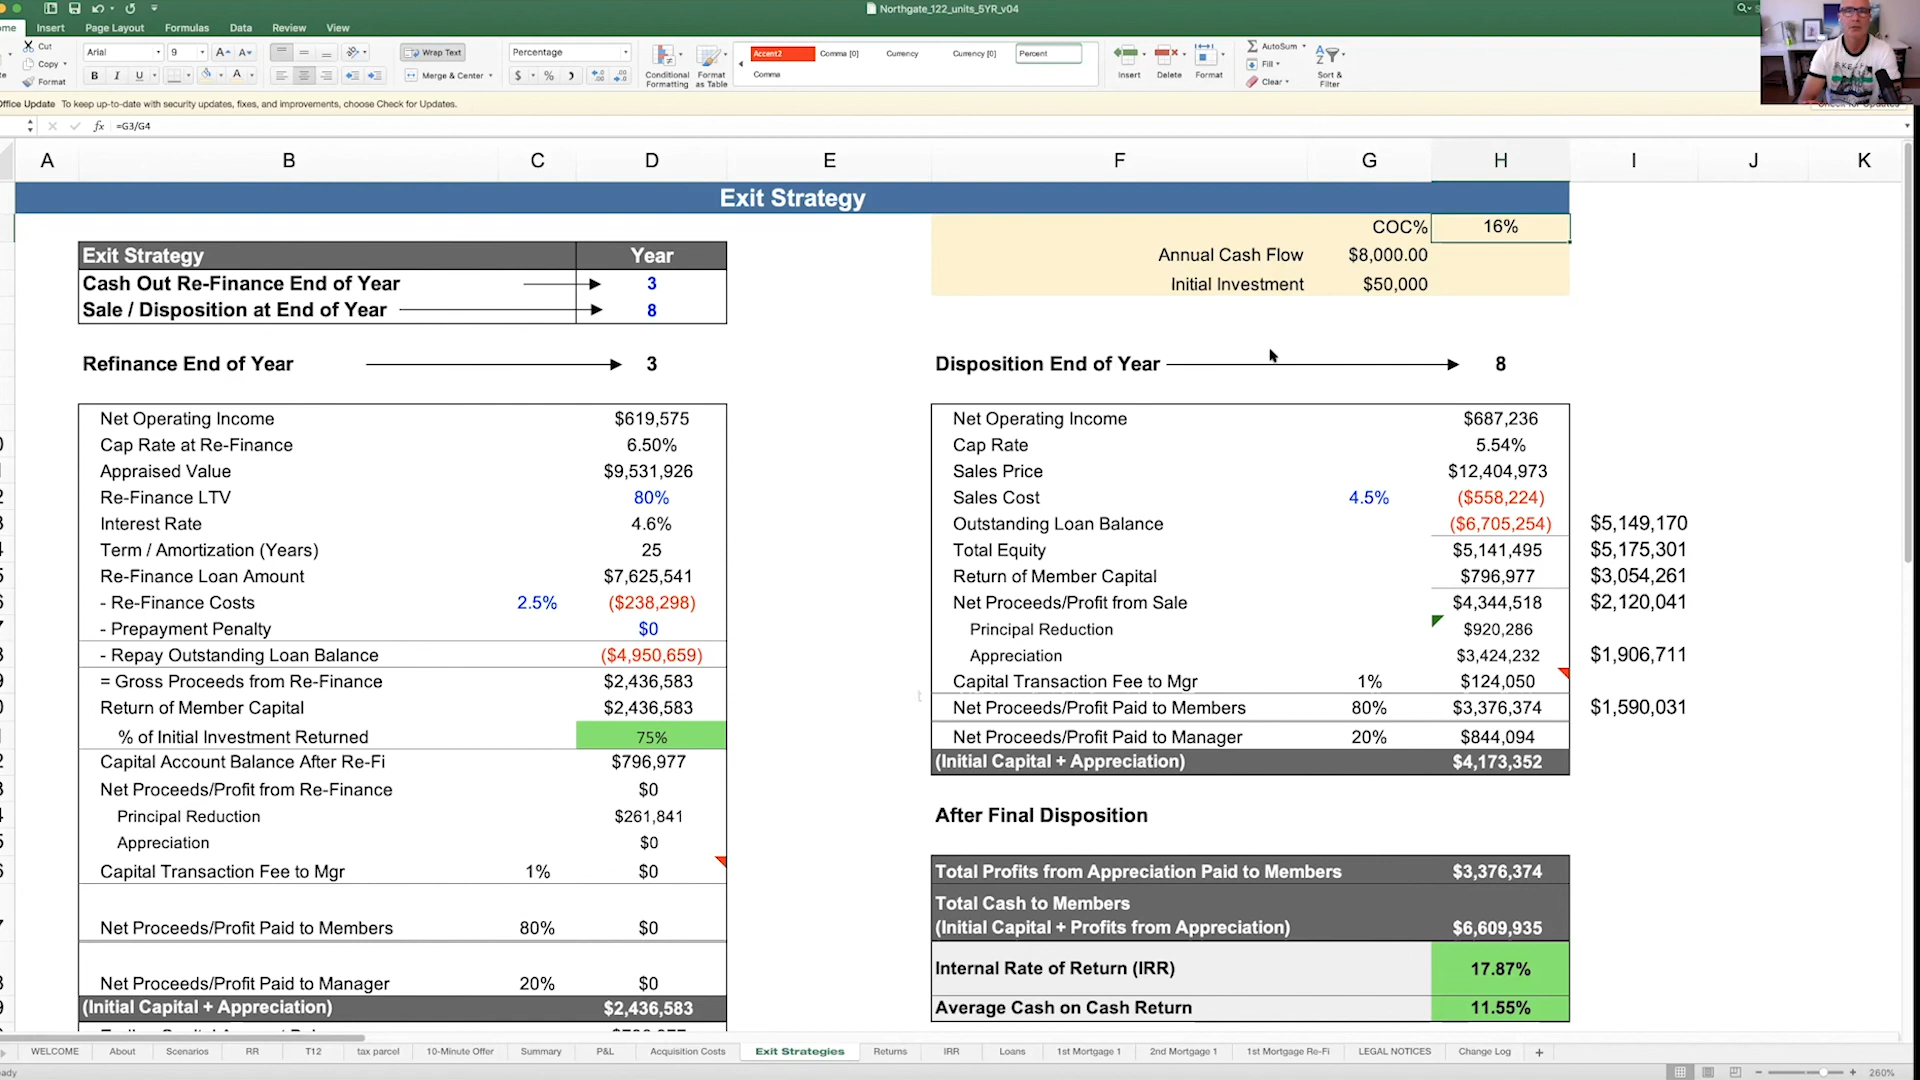 Northgate_122_units_5YR_v04
Insert Page Layout Formulas Data Review View
Cut
Copy
Format
Arial 9
Wrap Text
Merge & Center
Percentage
Conditional Formatting
Format as Table
Accent2 Comma [0] Currency Currency [0] Percent
Comma
Insert Delete Format
AutoSum
Fill
Clear
Sort & Filter
Office Update To keep up-to-date with security updates, fixes, and improvements, choose Check for Updates.
fx =G3/G4
A B C D E F G H I J K
Exit Strategy
COC% 16%
Annual Cash Flow $8,000.00
Initial Investment $50,000
Exit Strategy Year
Cash Out Re-Finance End of Year 3
Sale / Disposition at End of Year 8
Refinance End of Year 3
Net Operating Income $619,575
Cap Rate at Re-Finance 6.50%
Appraised Value $9,531,926
Re-Finance LTV 80%
Interest Rate 4.6%
Term / Amortization (Years) 25
Re-Finance Loan Amount $7,625,541
- Re-Finance Costs 2.5% ($238,298)
- Prepayment Penalty $0
- Repay Outstanding Loan Balance ($4,950,659)
= Gross Proceeds from Re-Finance $2,436,583
Return of Member Capital $2,436,583
% of Initial Investment Returned 75%
Capital Account Balance After Re-Fi $796,977
Net Proceeds/Profit from Re-Finance $0
Principal Reduction $261,841
Appreciation $0
Capital Transaction Fee to Mgr 1% $0
Net Proceeds/Profit Paid to Members 80% $0
Net Proceeds/Profit Paid to Manager 20% $0
(Initial Capital + Appreciation) $2,436,583
Disposition End of Year 8
Net Operating Income $687,236
Cap Rate 5.54%
Sales Price $12,404,973
Sales Cost 4.5% ($558,224)
Outstanding Loan Balance ($6,705,254) $5,149,170
Total Equity $5,141,495 $5,175,301
Return of Member Capital $796,977 $3,054,261
Net Proceeds/Profit from Sale $4,344,518 $2,120,041
Principal Reduction $920,286
Appreciation $3,424,232 $1,906,711
Capital Transaction Fee to Mgr 1% $124,050
Net Proceeds/Profit Paid to Members 80% $3,376,374 $1,590,031
Net Proceeds/Profit Paid to Manager 20% $844,094
(Initial Capital + Appreciation) $4,173,352
After Final Disposition
Total Profits from Appreciation Paid to Members $3,376,374
Total Cash to Members
(Initial Capital + Profits from Appreciation) $6,609,935
Internal Rate of Return (IRR) 17.87%
Average Cash on Cash Return 11.55%
WELCOME About Scenarios RR T12 tax parcel 10-Minute Offer Summary P&L Acquisition Costs Exit Strategies Returns IRR Loans 1st Mortgage 1 2nd Mortgage 1 1st Mortgage Re-Fi LEGAL NOTICES Change Log +
260%